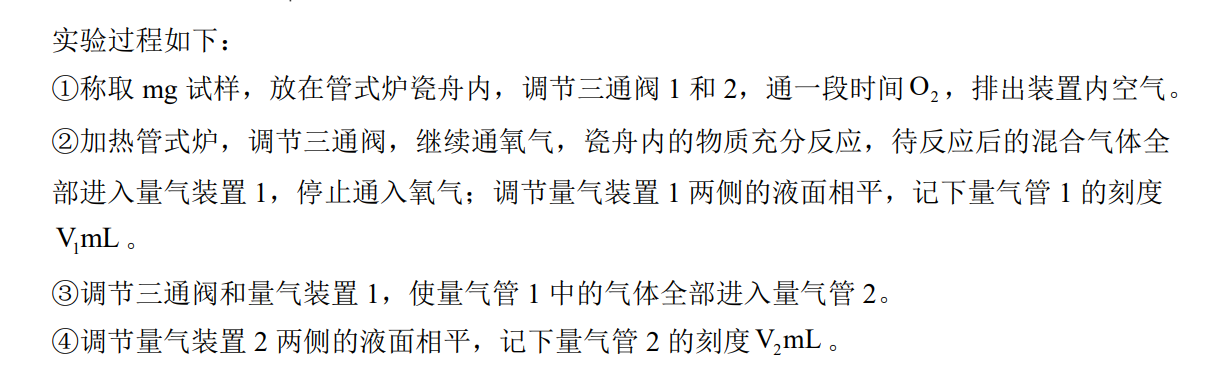 实验过程如下：
①称取 mg 试样，放在管式炉瓷舟内，调节三通阀 1 和 2，通一段时间 O₂，排出装置内空气。
②加热管式炉，调节三通阀，继续通氧气，瓷舟内的物质充分反应，待反应后的混合气体全
部进入量气装置 1，停止通入氧气；调节量气装置 1 两侧的液面相平，记下量气管 1 的刻度
V₁mL。
③调节三通阀和量气装置 1，使量气管 1 中的气体全部进入量气管 2。
④调节量气装置 2 两侧的液面相平，记下量气管 2 的刻度 V₂mL。